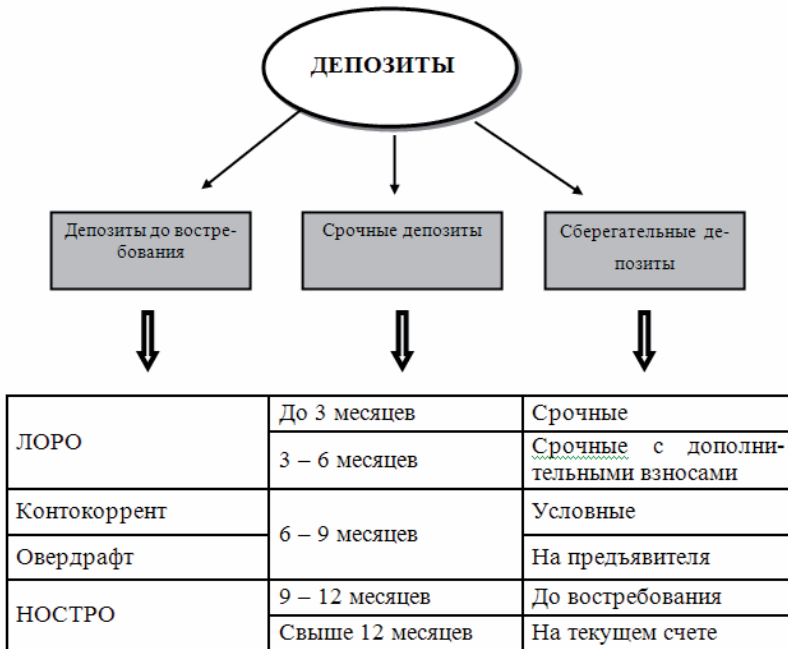 ДЕПОЗИТЫ
Депозиты до востре-
бования
Срочные депозиты
Сберегательные де-
позиты
ЛОРО
До 3 месяцев
Срочные
3 – 6 месяцев
Срочные с дополни-
тельными взносами
Контокоррент
6 – 9 месяцев
Условные
Овердрафт
На предъявителя
НОСТРО
9 – 12 месяцев
До востребования
Свыше 12 месяцев
На текущем счете